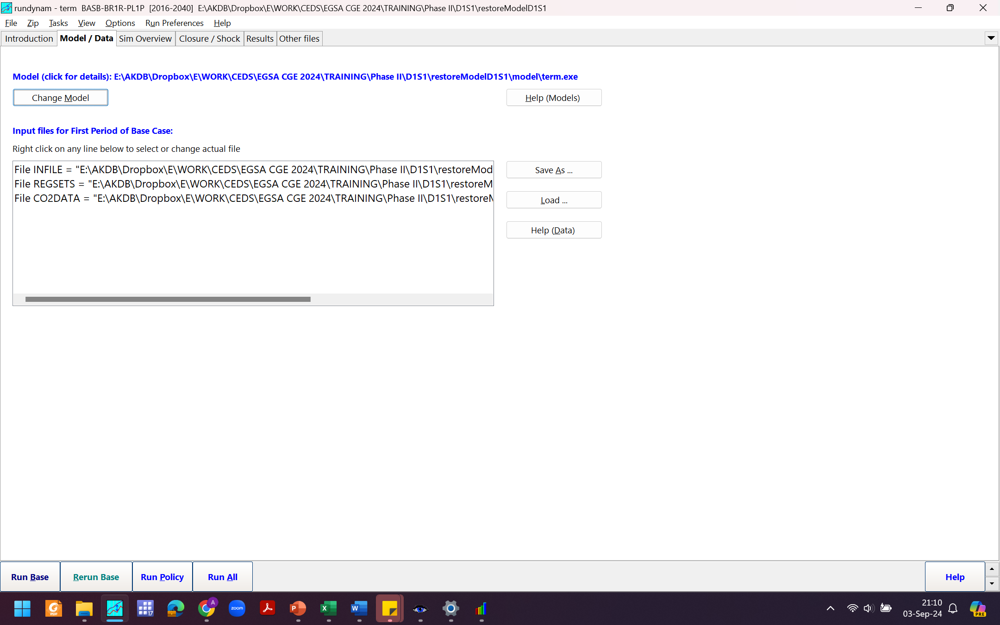 rundynam - term BASB-BR1R-PL1P [2016-2040] E:\AKDB\Dropbox\E\WORK\CEDS\EGSA CGE 2024\TRAINING\Phase II\D1S1\restoreModelD1S1
File Zip Tasks View Options Run Preferences Help
Introduction Model / Data Sim Overview Closure / Shock Results Other files
Model (click for details): E:\AKDB\Dropbox\E\WORK\CEDS\EGSA CGE 2024\TRAINING\Phase II\D1S1\restoreModelD1S1\model\term.exe
Change Model Help (Models)
Input files for First Period of Base Case:
Right click on any line below to select or change actual file
File INFILE = "E:\AKDB\Dropbox\E\WORK\CEDS\EGSA CGE 2024\TRAINING\Phase II\D1S1\restoreMod
Save As ...
File REGSETS = "E:\AKDB\Dropbox\E\WORK\CEDS\EGSA CGE 2024\TRAINING\Phase II\D1S1\restoreM
File CO2DATA = "E:\AKDB\Dropbox\E\WORK\CEDS\EGSA CGE 2024\TRAINING\Phase II\D1S1\restoreM
Load ...
Help (Data)
Run Base Rerun Base Run Policy Run All Help
PDF 17 A zoom P X W PRE
21:10
03-Sep-24